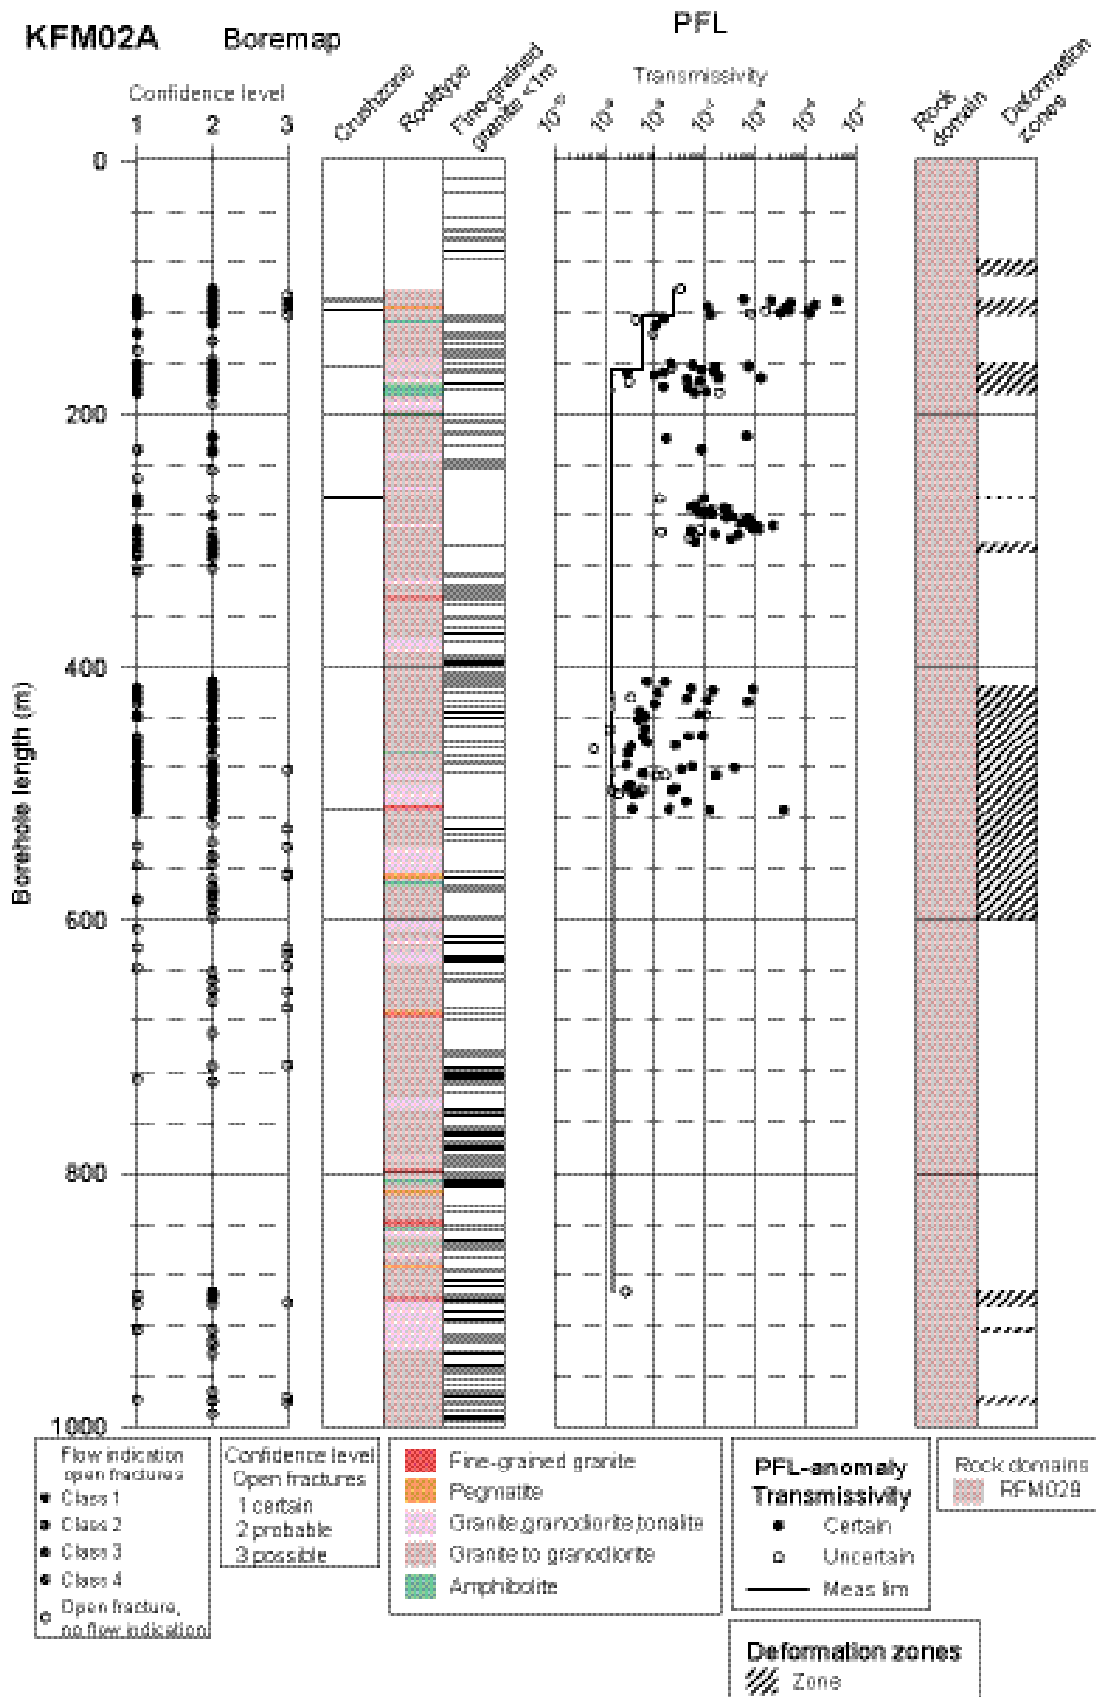 KFM02A Boremap PFL
Confidence level
1 2 3
Crushzone
Rocktype
Fine-grained
granite <1m
Transmissivity
Rock
domain
Deformation
zones
0
200
400
600
800
1000
Borehole length (m)
Flow indication
open fractures
Class 1
Class 2
Class 3
Class 4
Open fracture,
no flow indication
Confidence level
Open fractures
1 certain
2 probable
3 possible
Fine-grained granite
Pegmatite
Granite,granodiorite,tonalite
Granite to granodiorite
Amphibolite
PFL-anomaly
Transmissivity
Certain
Uncertain
Meas lim
Rock domains
RFM029
Deformation zones
Zone